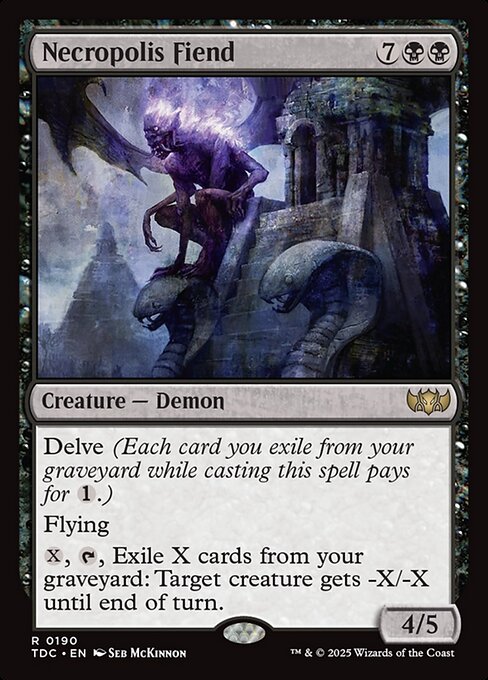 Necropolis Fiend 7
Creature — Demon
Delve (Each card you exile from your
graveyard while casting this spell pays
for 1.)
Flying
X, , Exile X cards from your
graveyard: Target creature gets -X/-X
until end of turn.
4/5
R 0190
TDC • EN Seb McKinnon
™ & © 2025 Wizards of the Coast